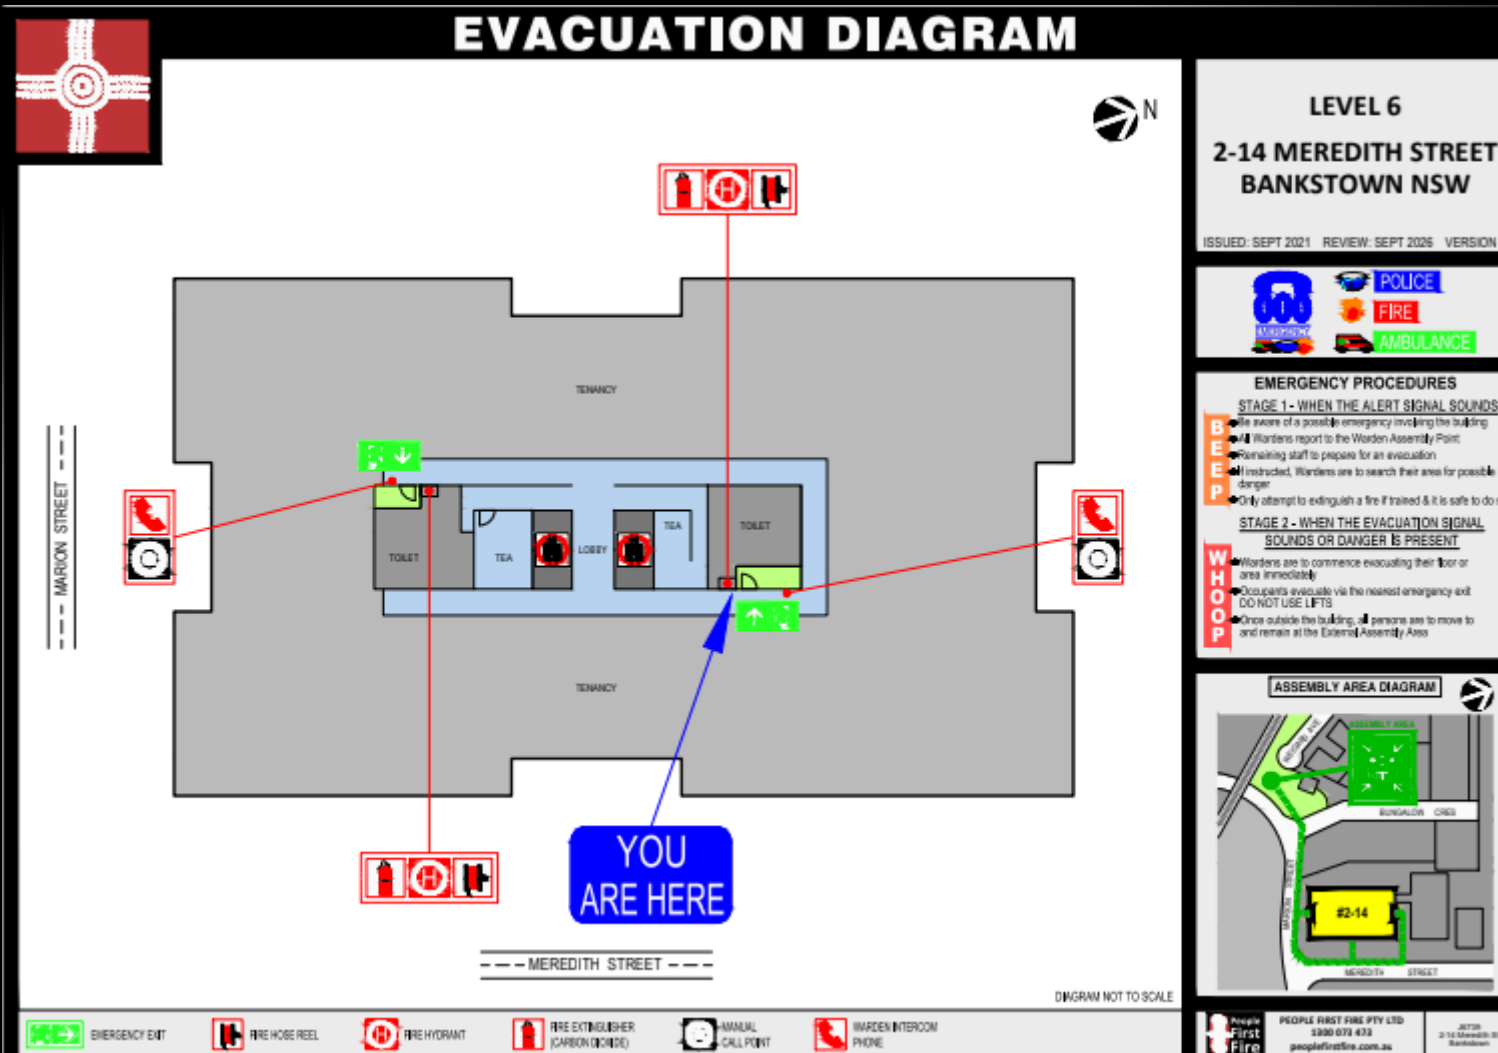 EVACUATION DIAGRAM
N
TENANCY
TOILET
TEA
LOBBY
TEA
TOILET
TENANCY
MARION STREET
YOU
ARE HERE
MEREDITH STREET
DIAGRAM NOT TO SCALE
EMERGENCY EXIT
FIRE HOSE REEL
FIRE HYDRANT
FIRE EXTINGUISHER
(CARBON DIOXIDE)
MANUAL
CALL POINT
WARDEN INTERCOM
PHONE
LEVEL 6
2-14 MEREDITH STREET
BANKSTOWN NSW
ISSUED: SEPT 2021 REVIEW: SEPT 2026 VERSION
000
EMERGENCY
POLICE
FIRE
AMBULANCE
EMERGENCY PROCEDURES
STAGE 1 - WHEN THE ALERT SIGNAL SOUNDS
BEEP
Be aware of a possible emergency involving the building
All Wardens report to the Warden Assembly Point
Remaining staff to prepare for an evacuation
If instructed, Wardens are to search their area for possible
danger
Only attempt to extinguish a fire if trained & it is safe to do
STAGE 2 - WHEN THE EVACUATION SIGNAL
SOUNDS OR DANGER IS PRESENT
WHOOP
Wardens are to commence evacuating their floor or
area immediately
Occupants evacuate via the nearest emergency exit
DO NOT USE LIFTS
Once outside the building, all persons are to move to
and remain at the External Assembly Area
ASSEMBLY AREA DIAGRAM
ASSEMBLY AREA
BUNGALOW CRES
MARION STREET
#2-14
MEREDITH STREET
People
First
Fire
PEOPLE FIRST FIRE PTY LTD
1300 073 473
peoplefirstfire.com.au
Bankstown